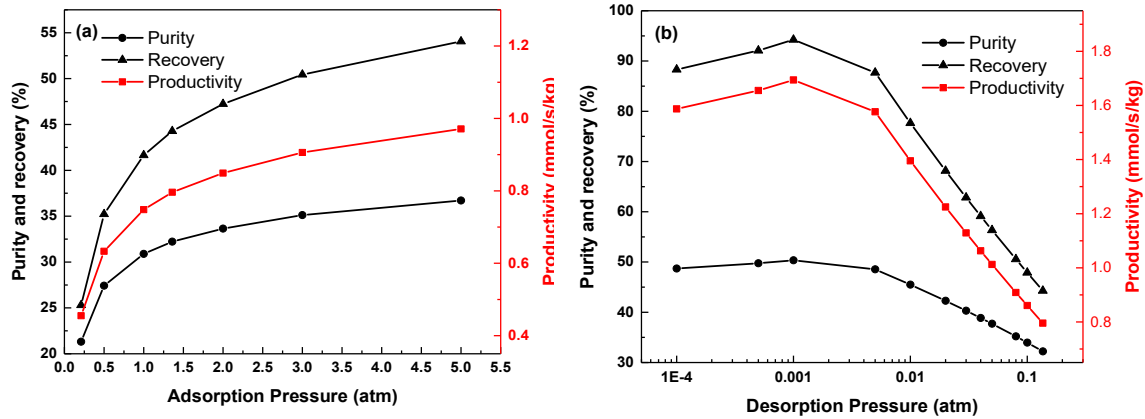 (a)
Purity
Recovery
Productivity
55
50
45
40
35
30
25
20
Purity and recovery (%)
0.0 0.5 1.0 1.5 2.0 2.5 3.0 3.5 4.0 4.5 5.0 5.5
Adsorption Pressure (atm)
1.2
1.0
0.8
0.6
0.4
Productivity (mmol/s/kg)
(b)
Purity
Recovery
Productivity
100
90
80
70
60
50
40
30
Purity and recovery (%)
1E-4 0.001 0.01 0.1
Desorption Pressure (atm)
1.8
1.6
1.4
1.2
1.0
0.8
Productivity (mmol/s/kg)